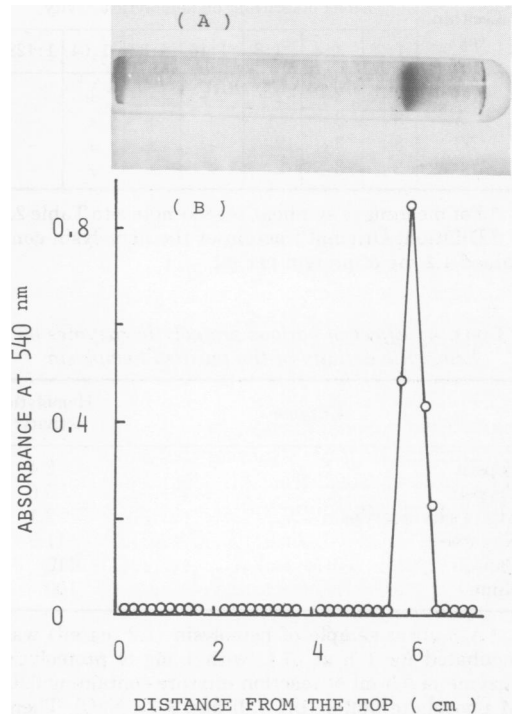 ( A )
( B )
0.8
0.4
0
ABSORBANCE AT 540 nm
0 2 4 6
DISTANCE FROM THE TOP ( cm )